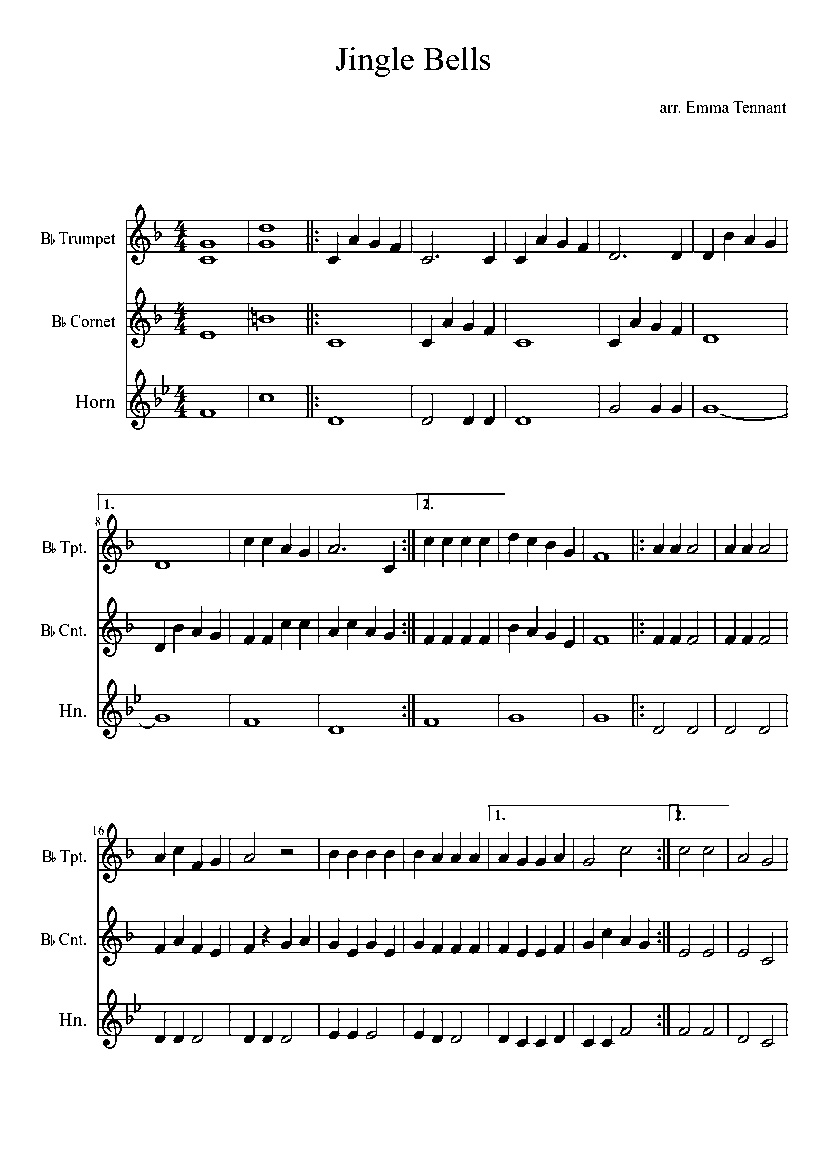 Jingle Bells
arr. Emma Tennant
B♭ Trumpet
B♭ Cornet
Horn
1. 2.
8
B♭ Tpt.
B♭ Cnt.
Hn.
1. 2.
16
B♭ Tpt.
B♭ Cnt.
Hn.